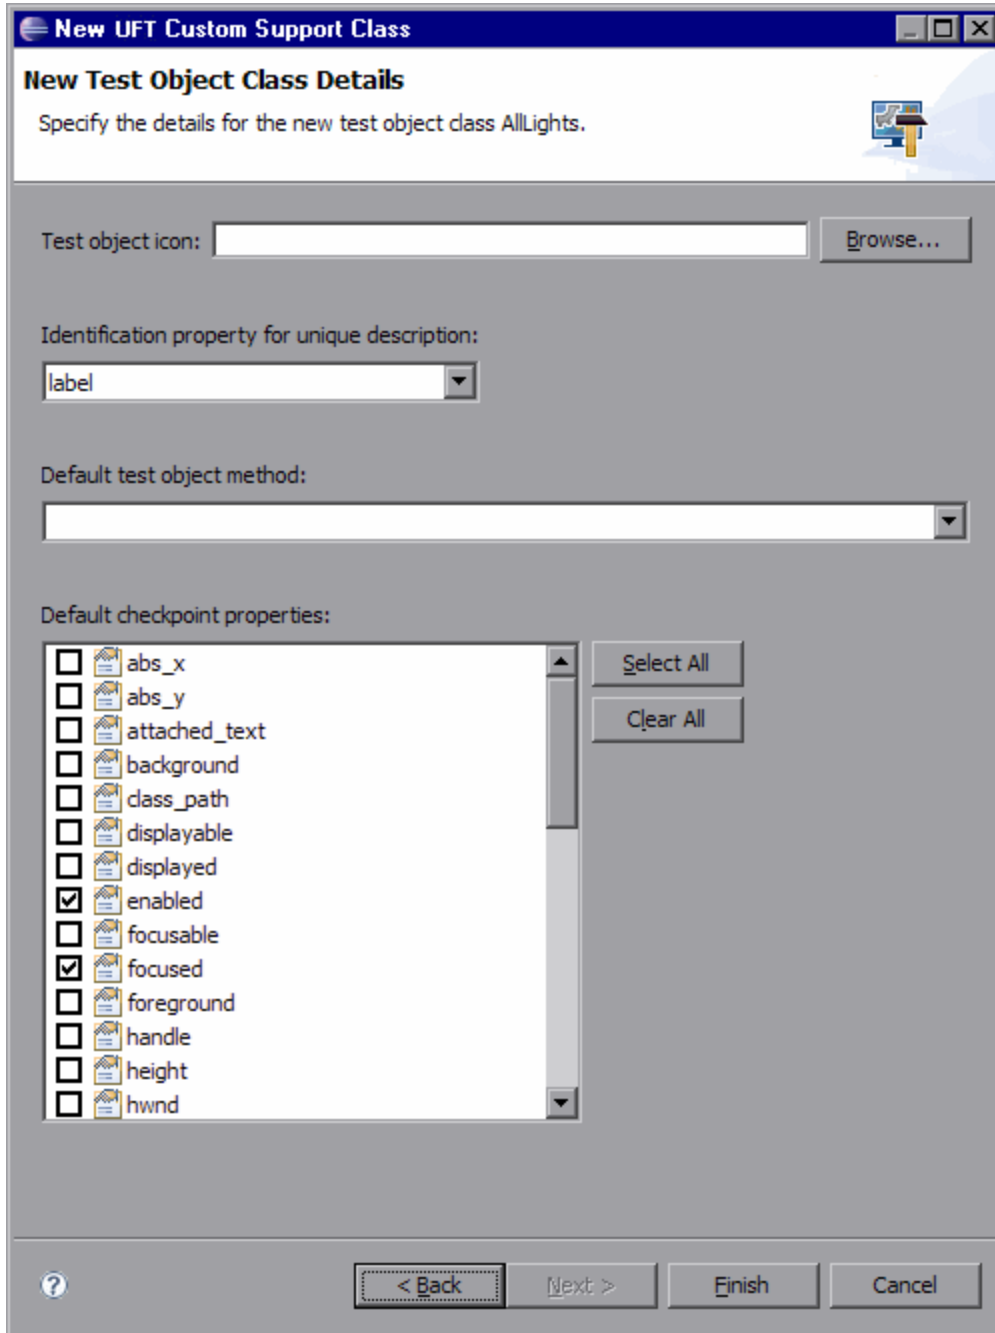 New UFT Custom Support Class
New Test Object Class Details
Specify the details for the new test object class AllLights.
Test object icon:
Browse...
Identification property for unique description:
label
Default test object method:
Default checkpoint properties:
abs_x
abs_y
attached_text
background
class_path
displayable
displayed
enabled
focusable
focused
foreground
handle
height
hwnd
Select All
Clear All
?
< Back
Next >
Finish
Cancel